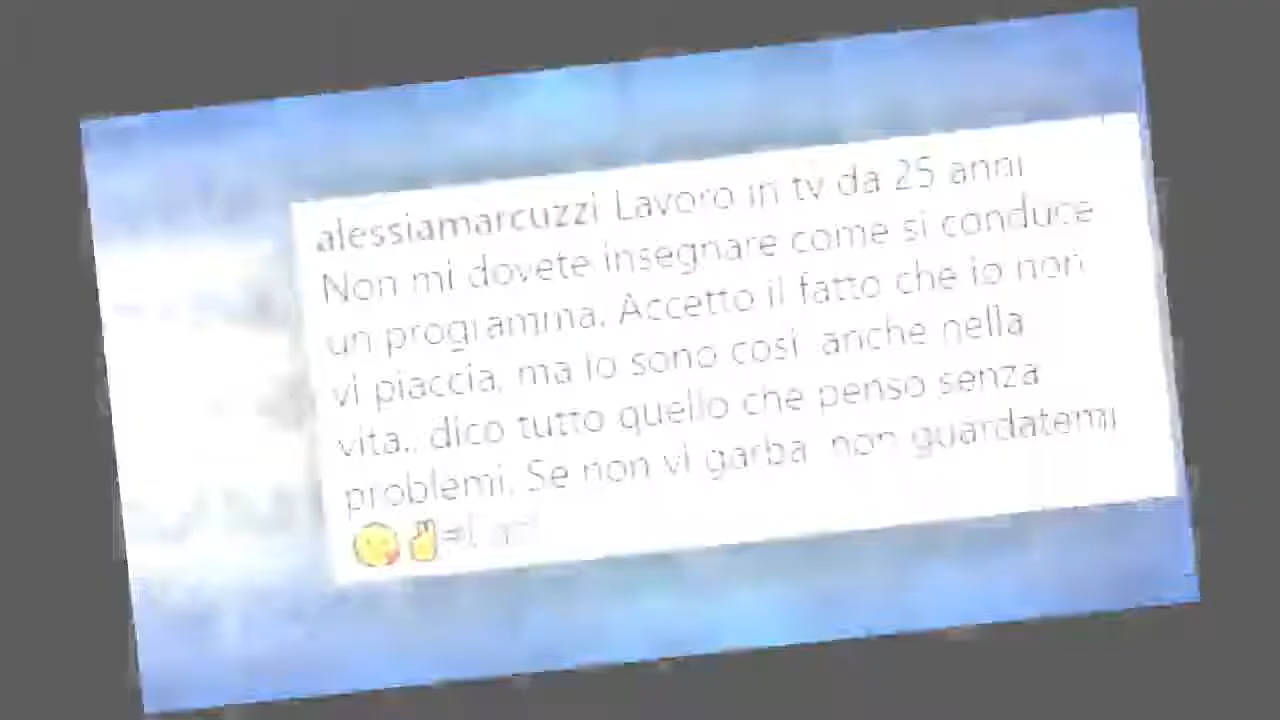 alessiamarcuzzi Lavoro in tv da 25 anni
Non mi dovete insegnare come si conduce
un programma. Accetto il fatto che io non
vi piaccia, ma io sono così anche nella
vita.. dico tutto quello che penso senza
problemi. Se non vi garba non guardatemi
😘✌